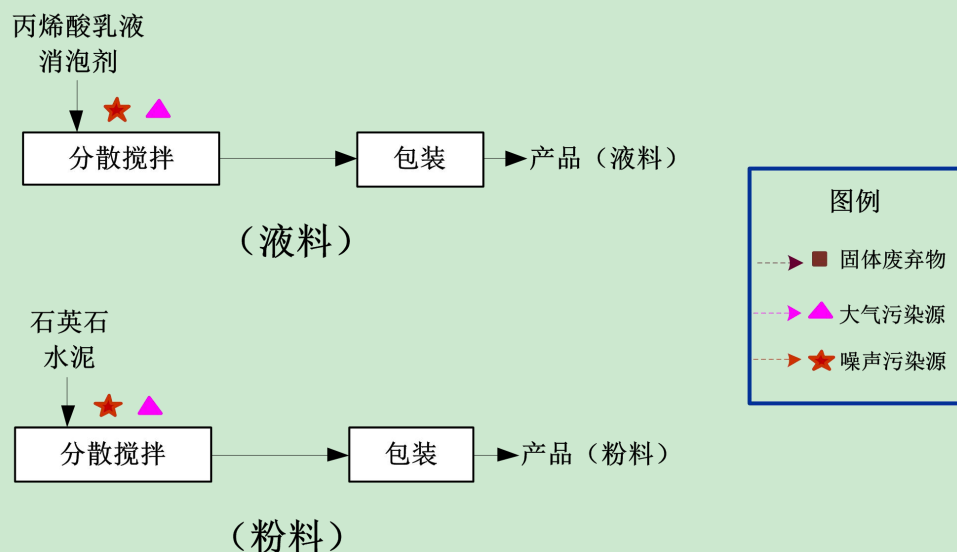 丙烯酸乳液
消泡剂
分散搅拌
包装
产品（液料）
（液料）
石英石
水泥
分散搅拌
包装
产品（粉料）
（粉料）
图例
固体废弃物
大气污染源
噪声污染源